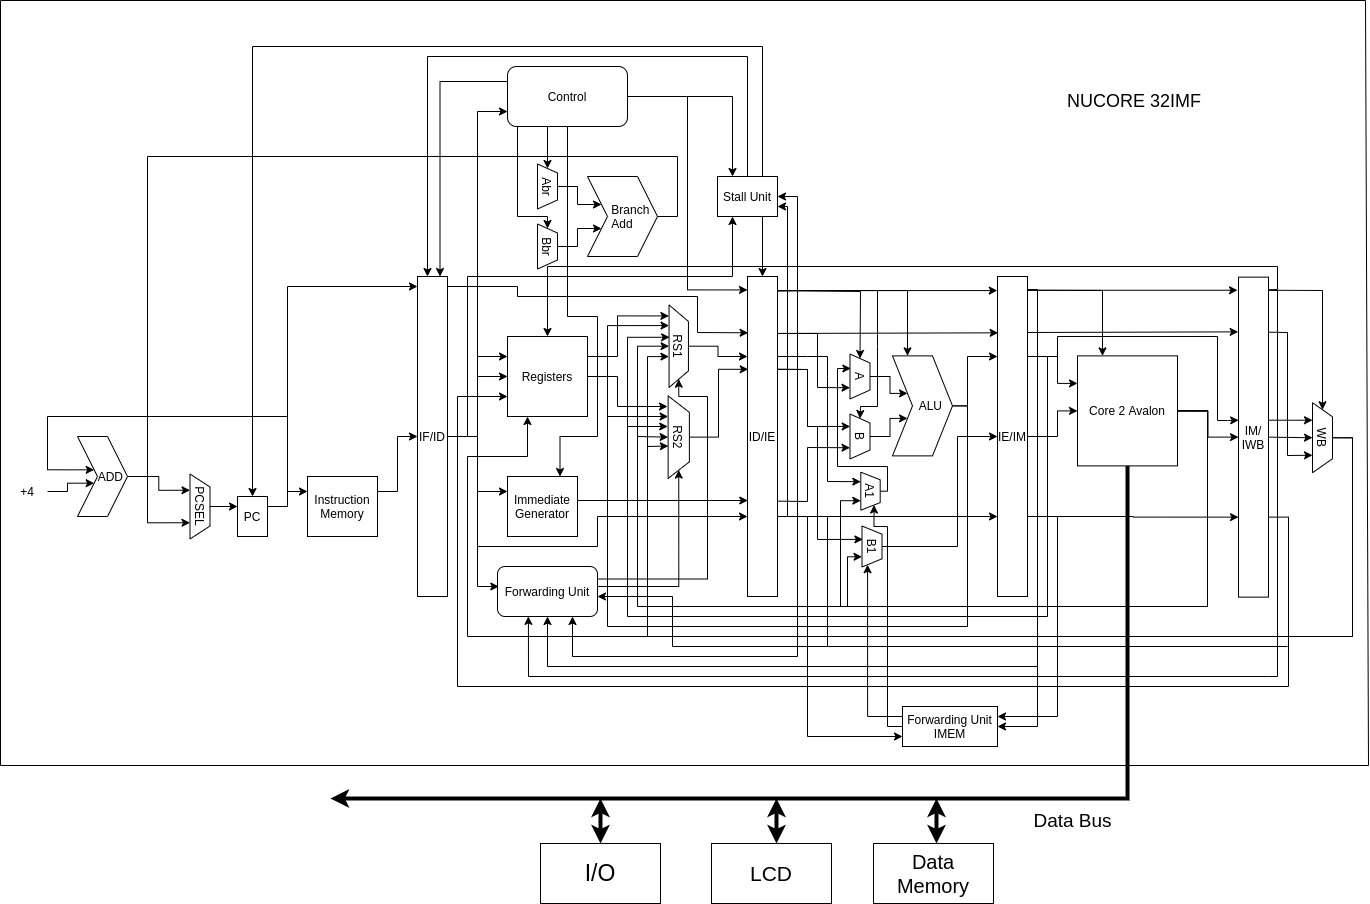 NUCORE 32IMF
Control
Abr
Branch
Add
Bbr
Stall Unit
RS1
Registers
A
ALU
Core 2 Avalon
RS2
IF/ID
ID/IE
IE/IM
IM/
IWB
B
WB
ADD
+4
PCSEL
PC
Instruction
Memory
Immediate
Generator
A1
B1
Forwarding Unit
Forwarding Unit
IMEM
Data Bus
I/O
LCD
Data
Memory